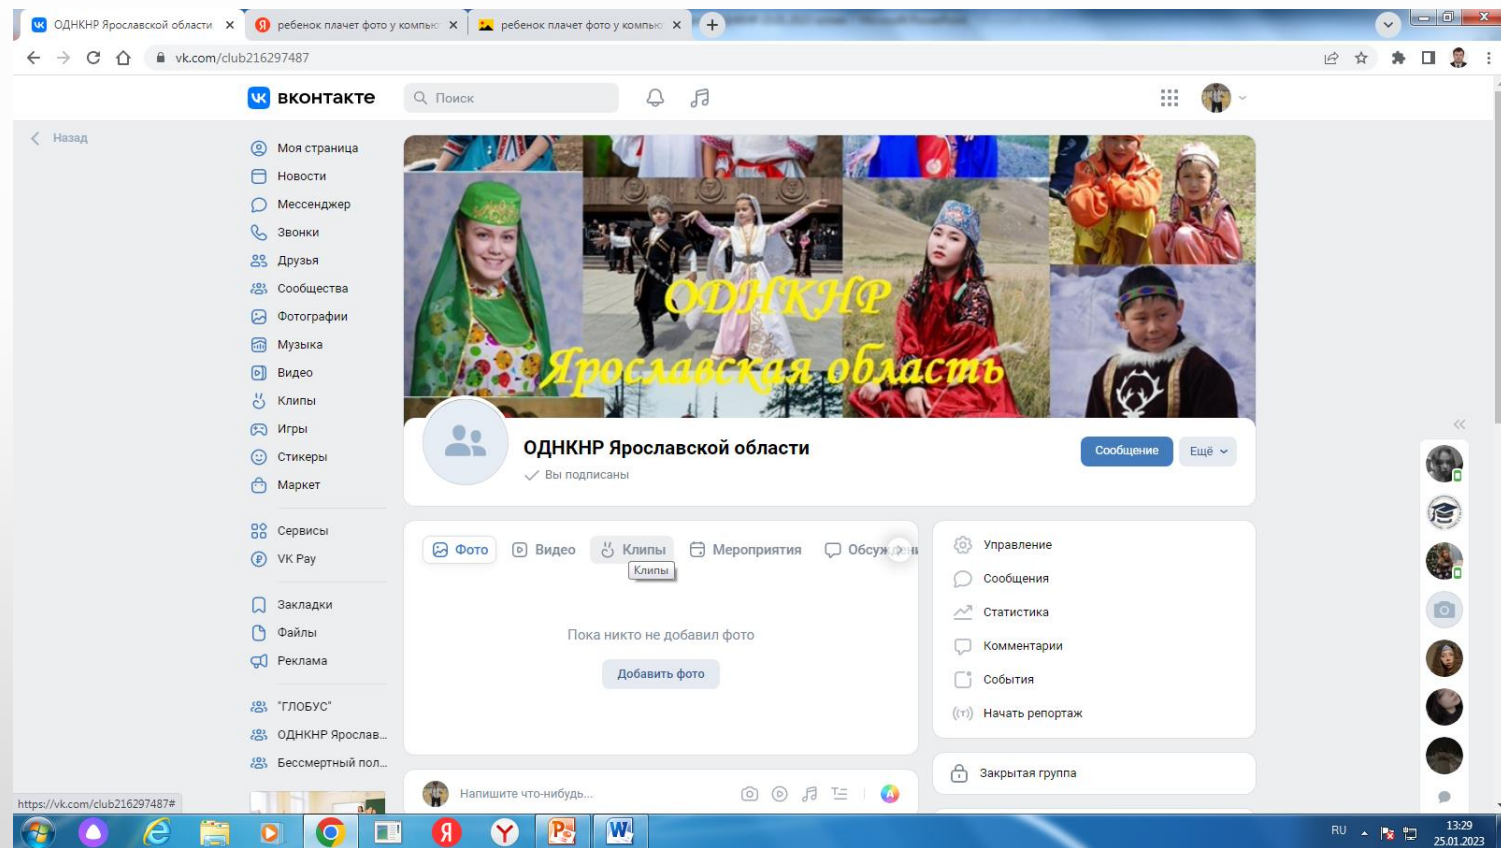 ОДНКНР Ярославской области
ребенок плачет фото у компью
ребенок плачет фото у компью
vk.com/club216297487
вконтакте
Поиск
Назад
Моя страница
Новости
Мессенджер
Звонки
Друзья
Сообщества
Фотографии
Музыка
Видео
Клипы
Игры
Стикеры
Маркет
Сервисы
VK Pay
Закладки
Файлы
Реклама
"ГЛОБУС"
ОДНКНР Ярослав...
Бессмертный пол...
ОДНКНР
Ярославская область
ОДНКНР Ярославской области
Вы подписаны
Сообщение
Ещё
Фото Видео Клипы Мероприятия Обсуждени
Клипы
Пока никто не добавил фото
Добавить фото
Напишите что-нибудь...
Управление
Сообщения
Статистика
Комментарии
События
Начать репортаж
Закрытая группа
https://vk.com/club216297487#
RU
13:29
25.01.2023